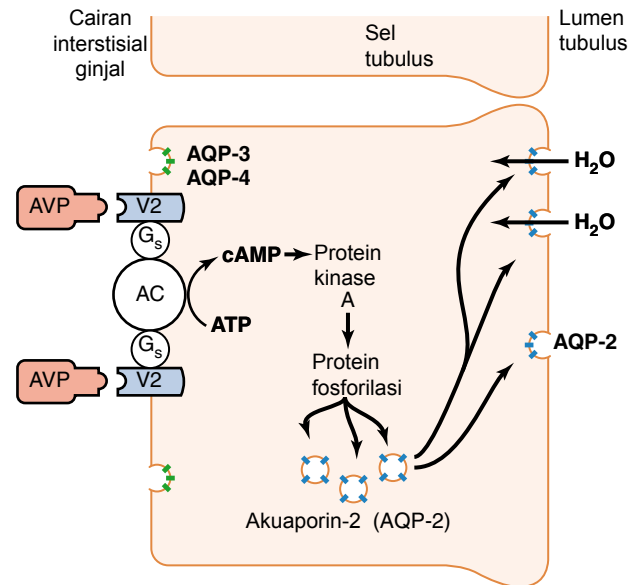 Cairan
interstisial
ginjal
Sel
tubulus
Lumen
tubulus
AQP-3
AQP-4
H₂O
AVP
V2
Gₛ
H₂O
cAMP
Protein
kinase
A
AC
ATP
Gₛ
AVP
V2
Protein
fosforilasi
AQP-2
Akuaporin-2 (AQP-2)